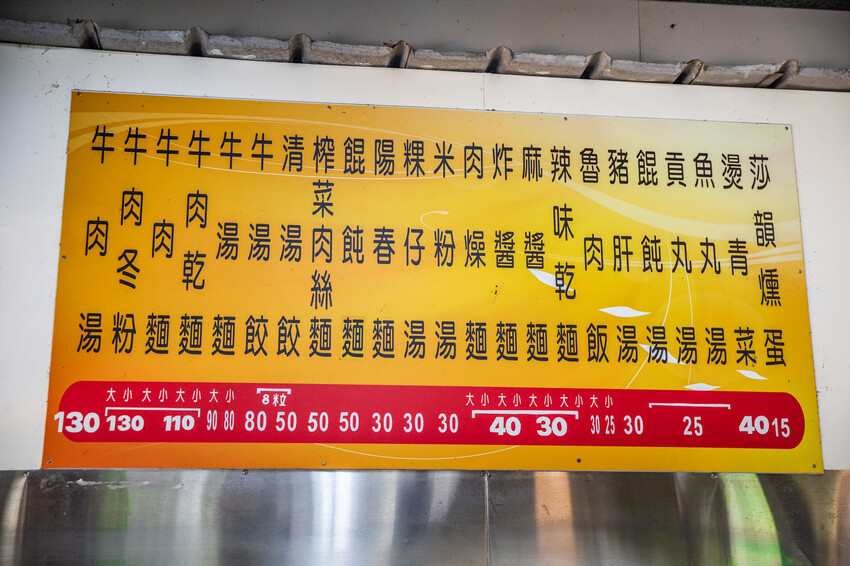 牛肉湯
牛肉冬粉
牛肉麵
牛肉乾麵
牛湯麵
牛湯餃
清湯餃
榨菜肉絲麵
餛飩麵
陽春麵
粿仔湯
米粉湯
肉燥麵
炸醬麵
麻醬麵
辣味乾麵
魯肉飯
豬肝湯
餛飩湯
貢丸湯
魚丸湯
燙青菜
莎韻燻蛋
大小 大小 大小 大小 8粒 大小 大小 大小 大小 大小
130 130 110 90 80 80 50 50 50 30 30 30 40 30 30 25 30 25 40 15